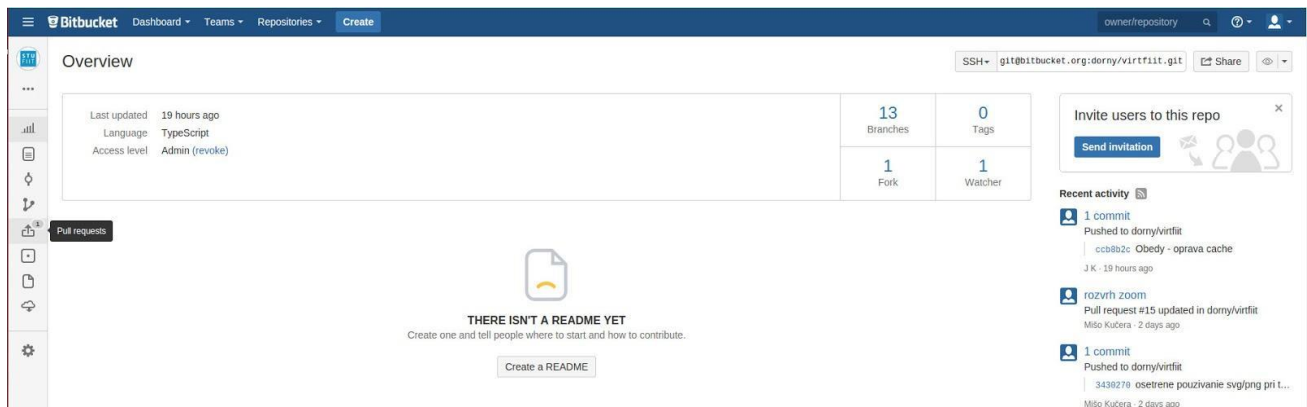 Bitbucket Dashboard Teams Repositories Create owner/repository
STU
FIIT
Overview
SSH git@bitbucket.org:dorny/virtfiit.git Share
Last updated 19 hours ago
Language TypeScript
Access level Admin (revoke)
13
Branches
0
Tags
1
Fork
1
Watcher
1
Pull requests
THERE ISN'T A README YET
Create one and tell people where to start and how to contribute.
Create a README
Invite users to this repo
Send invitation
Recent activity
1 commit
Pushed to dorny/virtfiit
ccb8b2c Obedy - oprava cache
J K · 19 hours ago
rozvrh zoom
Pull request #15 updated in dorny/virtfiit
Mišo Kučera · 2 days ago
1 commit
Pushed to dorny/virtfiit
3430270 osetrene pouzivanie svg/png pri t...
Mišo Kučera · 2 days ago